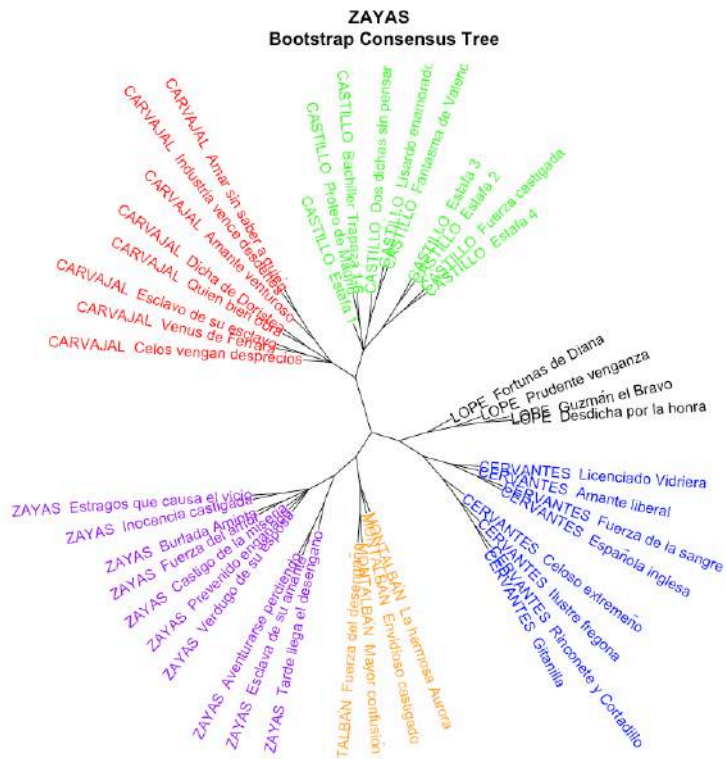 ZAYAS
Bootstrap Consensus Tree
CARVAJAL Amar sin saber a quién
CARVAJAL Industria vence desdenes
CARVAJAL Amante venturoso
CARVAJAL Dicha de Doristea
CARVAJAL Quien bien obra
CARVAJAL Esclavo de su esclavo
CARVAJAL Venus de Ferrara
CARVAJAL Celos vengan desprecios
CASTILLO Estafa 1
CASTILLO Proteo de Madrid
CASTILLO Bachiller Trapaza
CASTILLO Dos dichas sin pensar
CASTILLO Lisardo enamorado
CASTILLO Fantasma de Valenc
CASTILLO Estafa 3
CASTILLO Estafa 2
CASTILLO Fuerza castigada
CASTILLO Estafa 4
LOPE Fortunas de Diana
LOPE Prudente venganza
LOPE Guzmán el Bravo
LOPE Desdicha por la honra
CERVANTES Licenciado Vidriera
CERVANTES Amante liberal
CERVANTES Fuerza de la sangre
CERVANTES Española inglesa
CERVANTES Celoso extremeño
CERVANTES Ilustre fregona
CERVANTES Rinconete y Cortadillo
CERVANTES Gitanilla
MONTALBÁN La hermosa Aurora
MONTALBÁN Envidioso castigado
MONTALBÁN Mayor confusión
TALBÁN Fuerza del desengaño
ZAYAS Tarde llega el desengaño
ZAYAS Esclava de su amante
ZAYAS Aventurarse perdiendo
ZAYAS Verdugo de su esposa
ZAYAS Prevenido engañado
ZAYAS Castigo de la miseria
ZAYAS Fuerza del amor
ZAYAS Burlada Aminta
ZAYAS Inocencia castigada
ZAYAS Estragos que causa el vicio